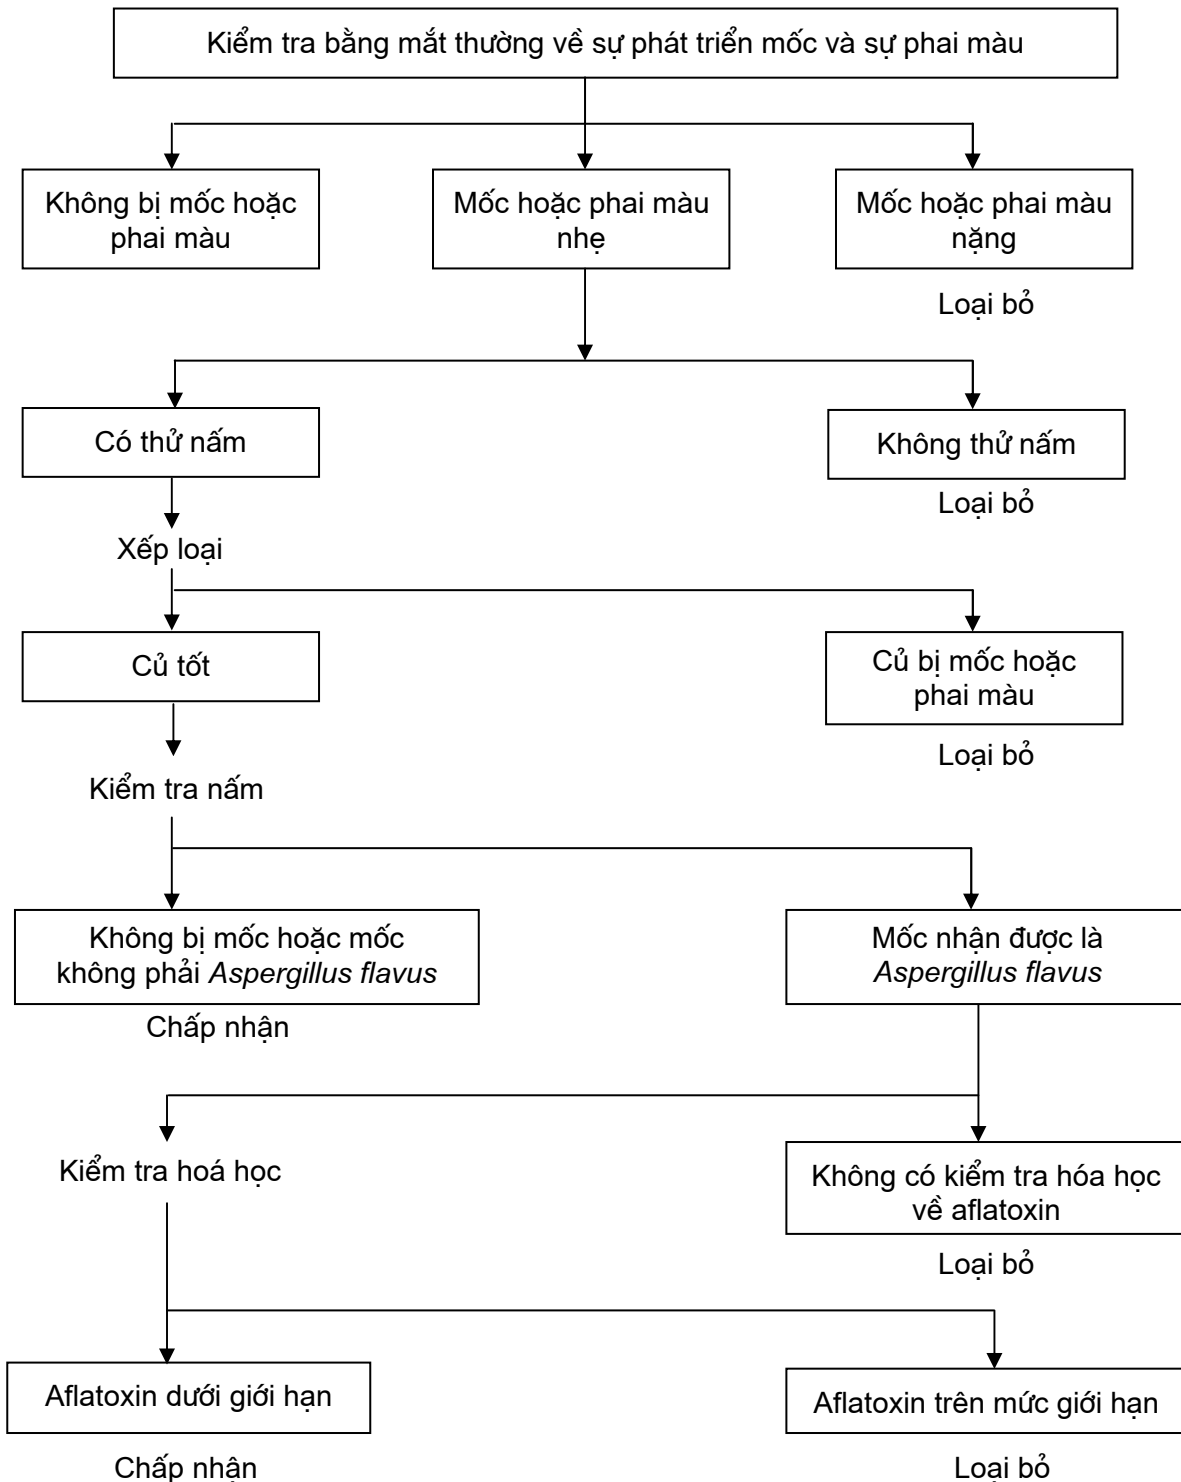 Kiểm tra bằng mắt thường về sự phát triển mốc và sự phai màu
Không bị mốc hoặc
phai màu
Mốc hoặc phai màu
nhẹ
Mốc hoặc phai màu
nặng
Loại bỏ
Có thử nấm
Không thử nấm
Loại bỏ
Xếp loại
Củ tốt
Củ bị mốc hoặc
phai màu
Loại bỏ
Kiểm tra nấm
Không bị mốc hoặc mốc
không phải Aspergillus flavus
Chấp nhận
Mốc nhận được là
Aspergillus flavus
Kiểm tra hoá học
Không có kiểm tra hóa học
về aflatoxin
Loại bỏ
Aflatoxin dưới giới hạn
Aflatoxin trên mức giới hạn
Chấp nhận
Loại bỏ